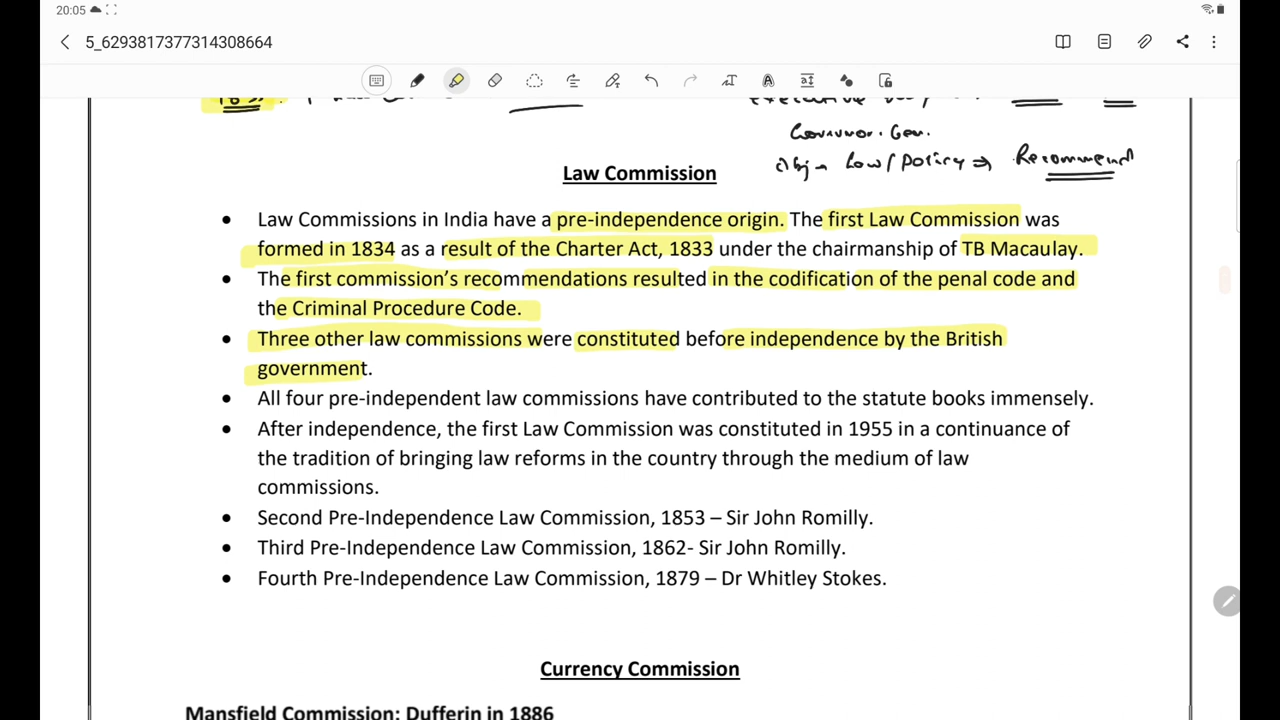 20:05
5_6293817377314308664
Governor. Gen.
Law / Policy ⇒ Recommend
Law Commission
• Law Commissions in India have a pre-independence origin. The first Law Commission was
formed in 1834 as a result of the Charter Act, 1833 under the chairmanship of TB Macaulay.
• The first commission’s recommendations resulted in the codification of the penal code and
the Criminal Procedure Code.
• Three other law commissions were constituted before independence by the British
government.
• All four pre-independent law commissions have contributed to the statute books immensely.
• After independence, the first Law Commission was constituted in 1955 in a continuance of
the tradition of bringing law reforms in the country through the medium of law
commissions.
• Second Pre-Independence Law Commission, 1853 – Sir John Romilly.
• Third Pre-Independence Law Commission, 1862- Sir John Romilly.
• Fourth Pre-Independence Law Commission, 1879 – Dr Whitley Stokes.
Currency Commission
Mansfield Commission: Dufferin in 1886